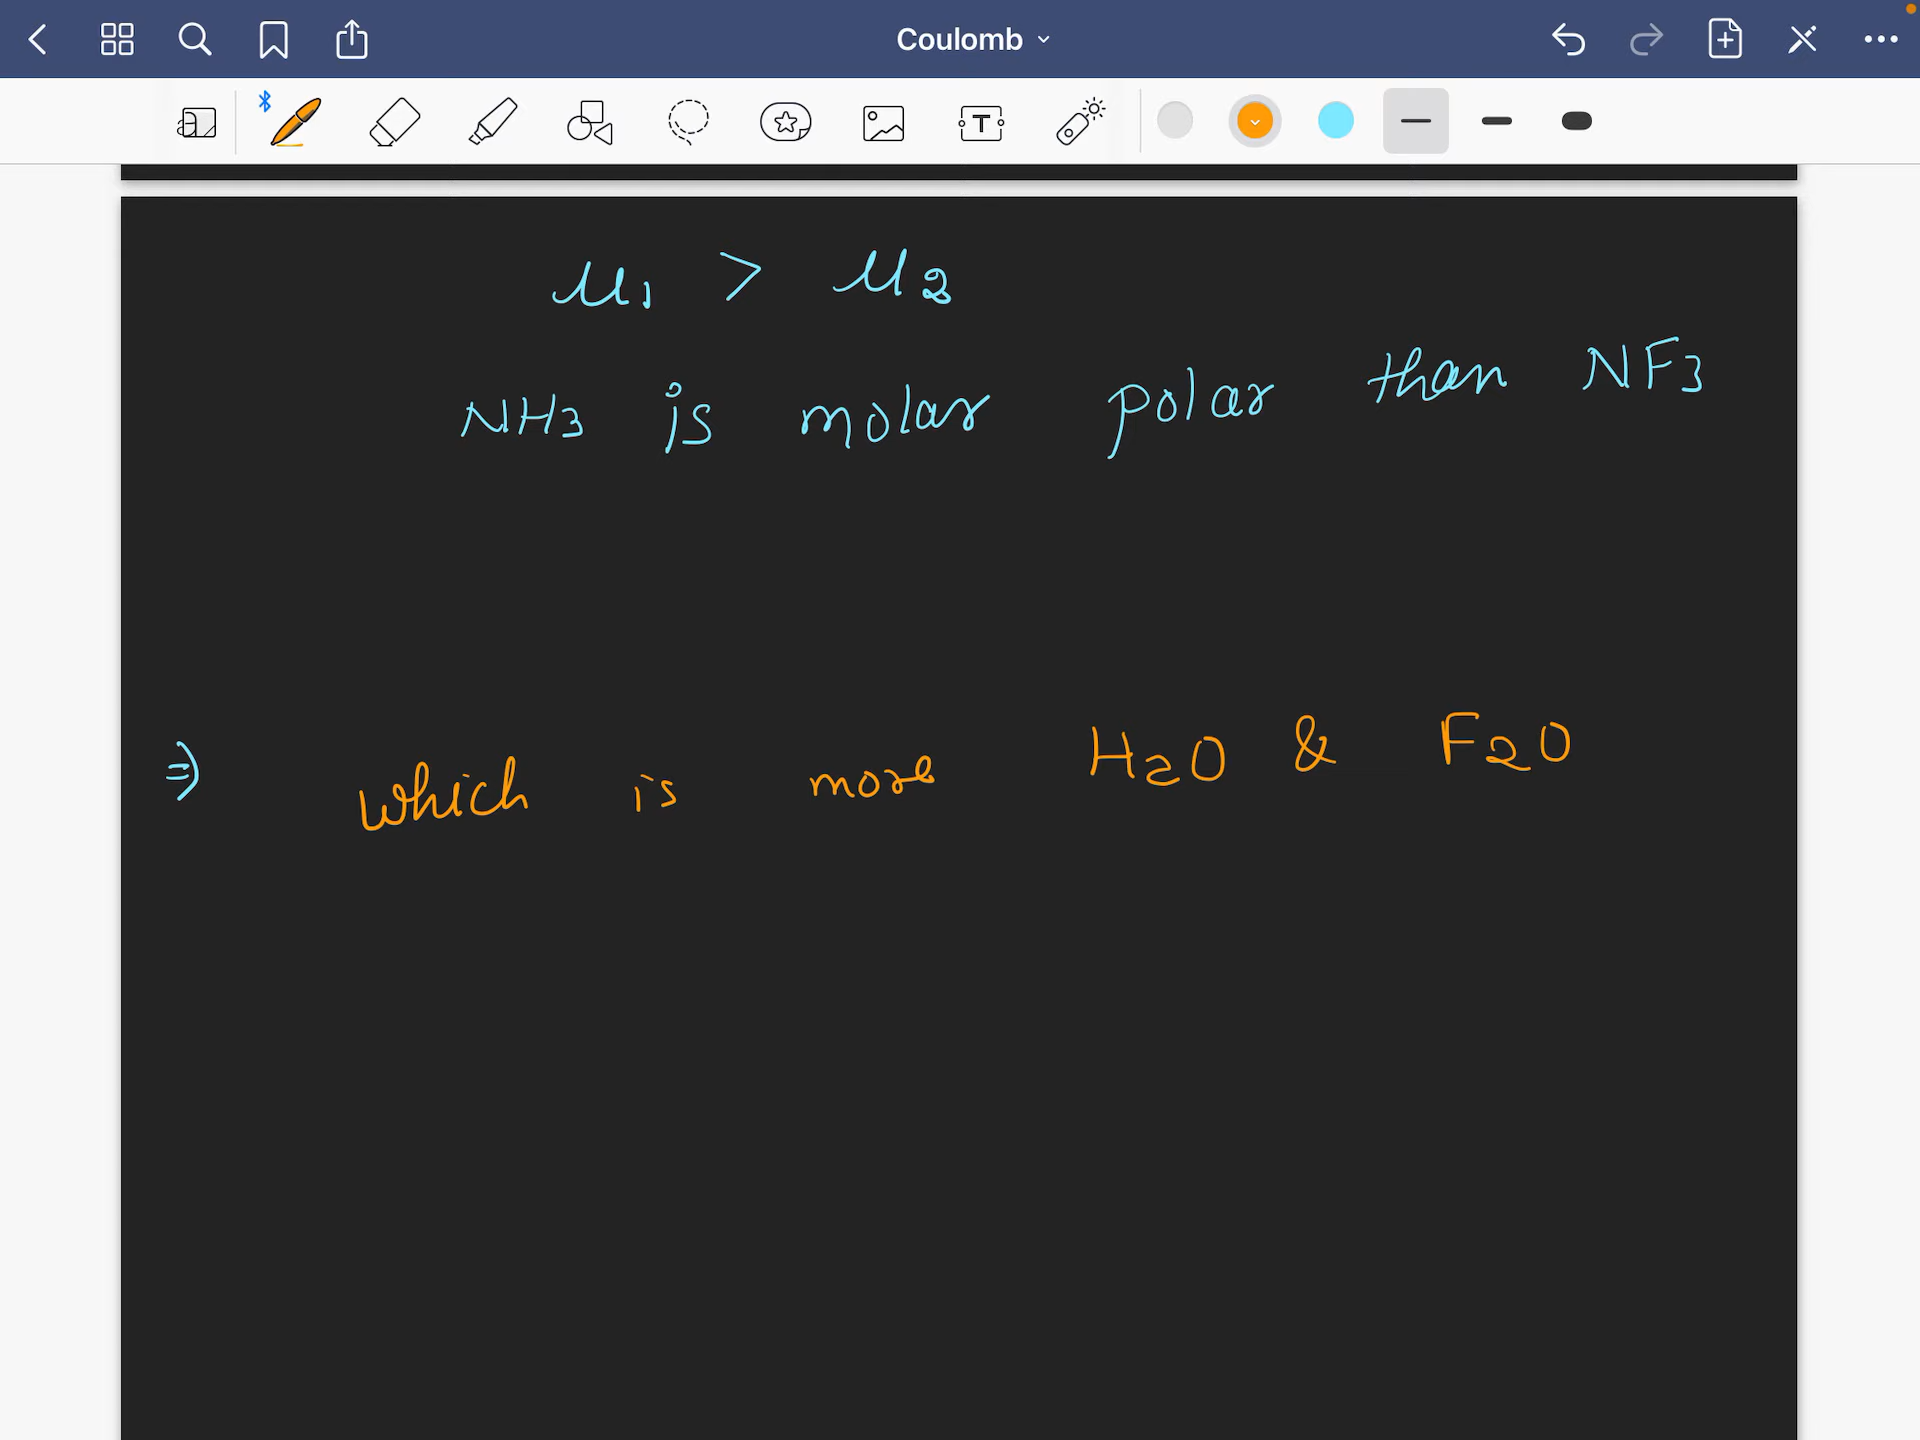 Coulomb
μ1 > μ2
NH3 is molar polar than NF3
⇒ which is more H2O & F2O